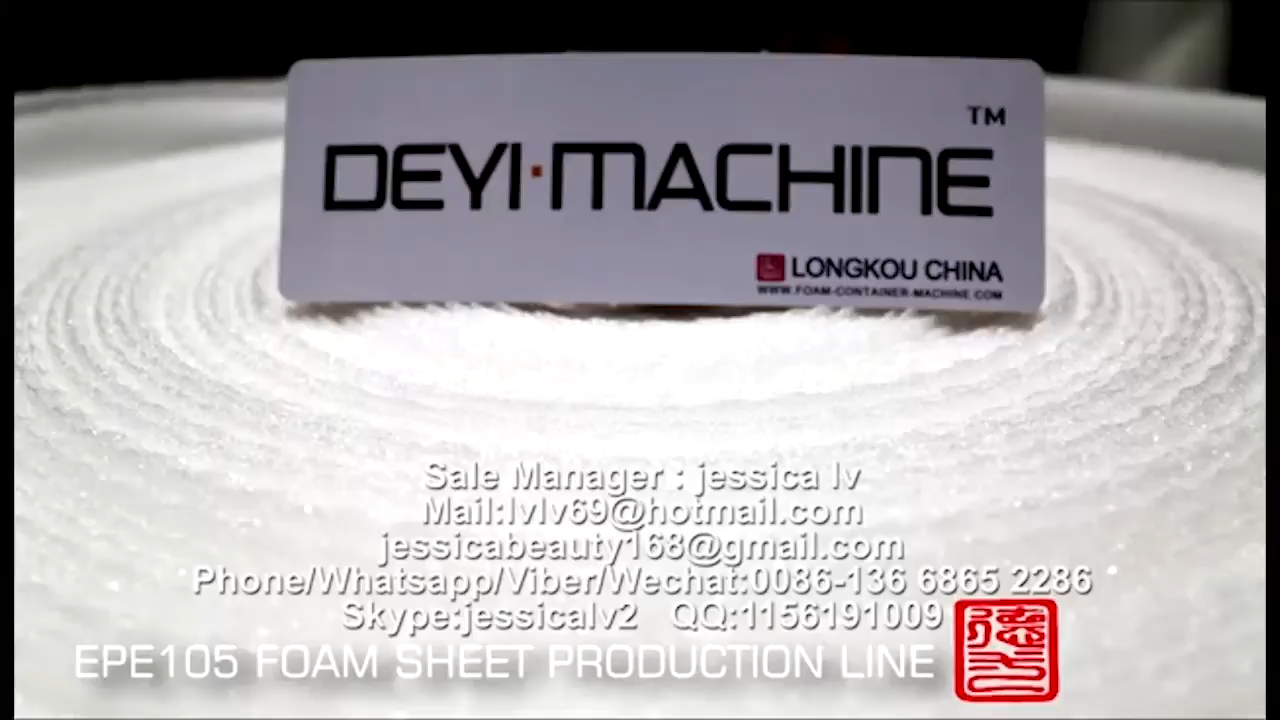 TM
DEYI·MACHINE
LONGKOU CHINA
WWW.FOAM-CONTAINER-MACHINE.COM
Sale Manager : jessica lv
Mail:lvlv69@hotmail.com
jessicabeauty168@gmail.com
Phone/Whatsapp/Viber/Wechat:0086-136 6865 2286
Skype:jessicalv2 QQ:1156191009
EPE105 FOAM SHEET PRODUCTION LINE